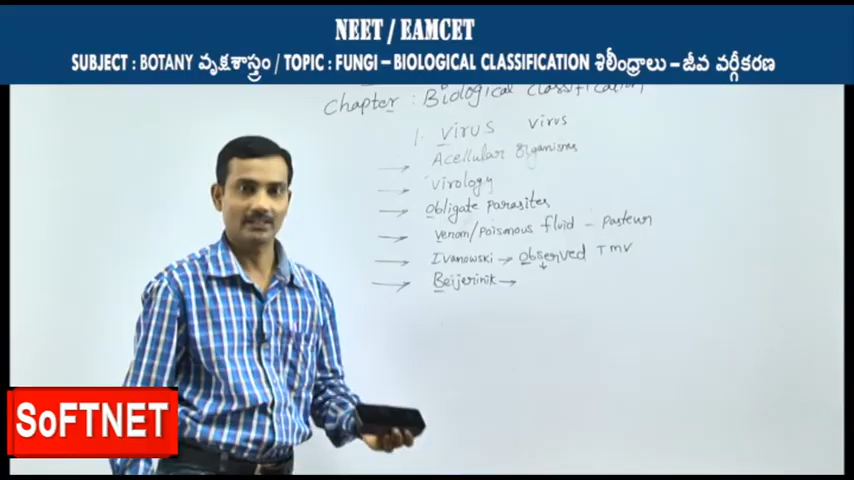 NEET / EAMCET
SUBJECT : BOTANY వృక్షశాస్త్రం / TOPIC : FUNGI – BIOLOGICAL CLASSIFICATION శిలీంధ్రాలు – జీవ వర్గీకరణ
Chapter : Biological Classification
1. Virus Virus
Acellular organisms
Virology
Obligate parasites
Venom/poisonous fluid - Pasteur
Ivanowski → observed TMV
Beijerinik →
SoFTNET